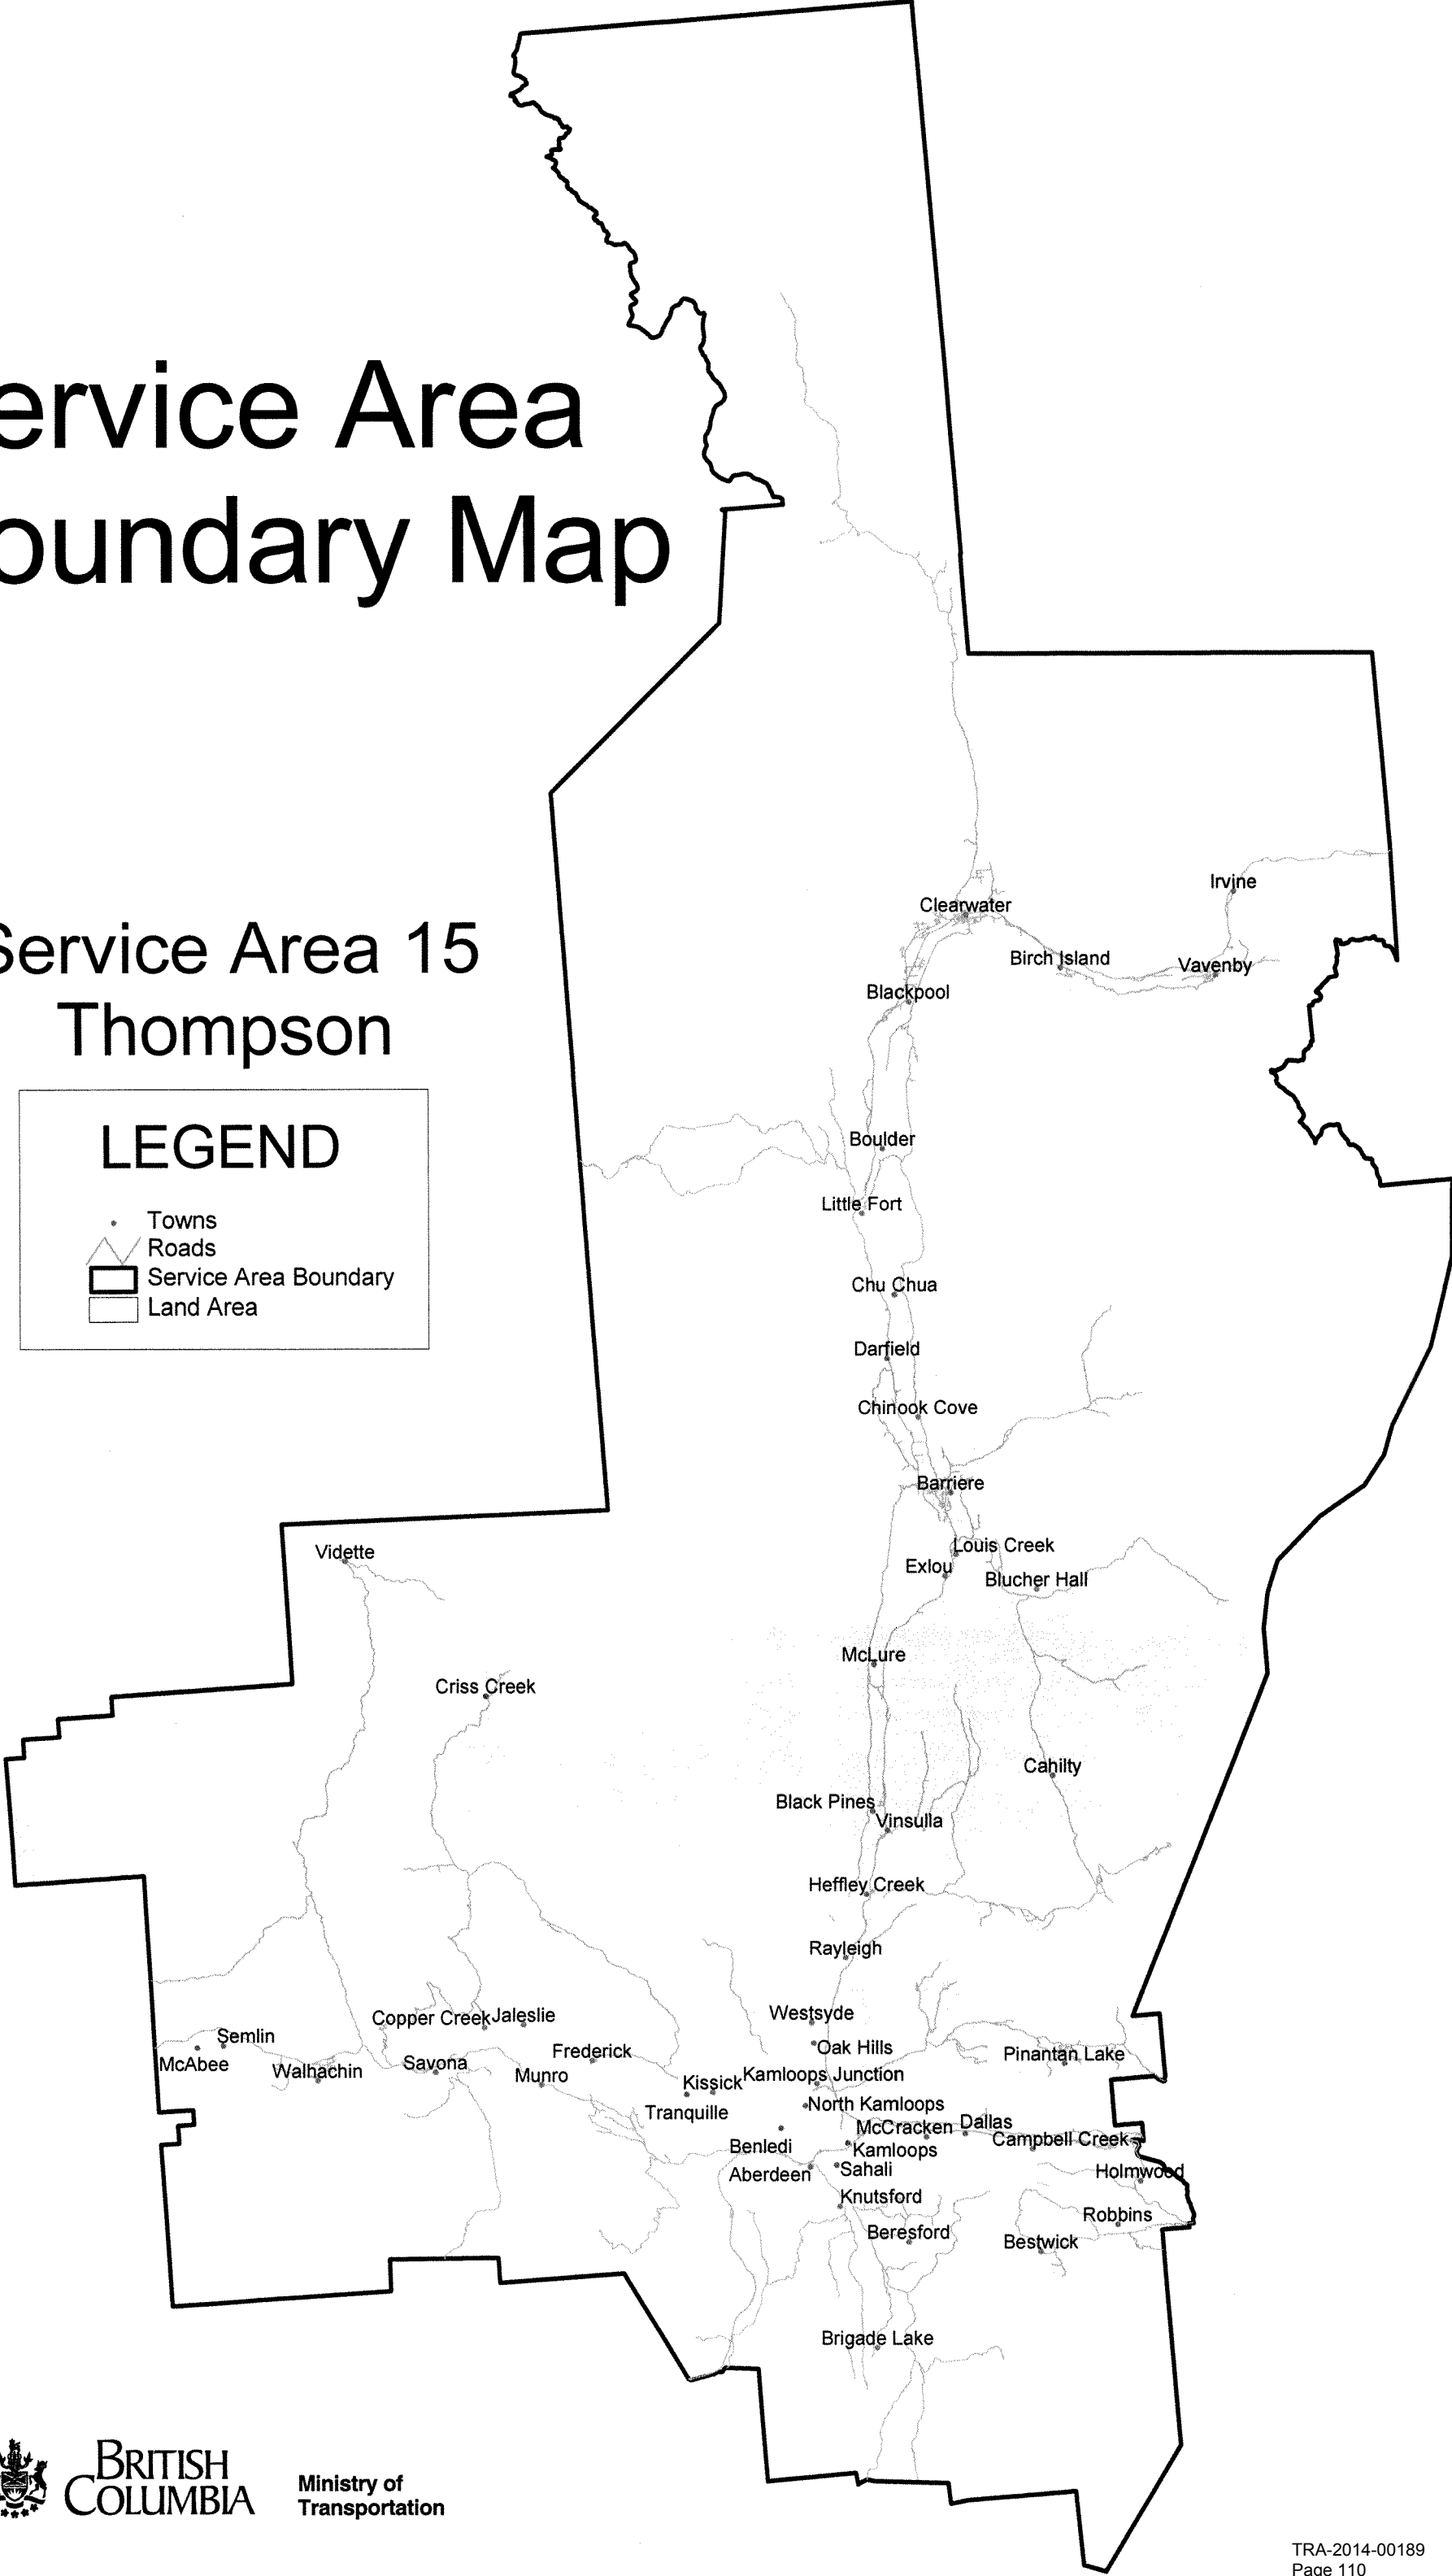 ervice Area
oundary Map
Service Area 15
Thompson
LEGEND
Towns
Roads
Service Area Boundary
Land Area
Irvine
Clearwater
Birch Island
Vavenby
Blackpool
Boulder
Little Fort
Chu Chua
Darfield
Chinook Cove
Barriere
Louis Creek
Exlou
Blucher Hall
Vidette
McLure
Criss Creek
Cahilty
Black Pines
Vinsulla
Heffley Creek
Rayleigh
Westsyde
Copper Creek
Jaleslie
Semlin
Oak Hills
Frederick
Pinantan Lake
McAbee
Savona
Walhachin
Munro
Kamloops Junction
Kissick
North Kamloops
Tranquille
Dallas
McCracken
Campbell Creek
Benledi
Kamloops
Sahali
Aberdeen
Holmwood
Knutsford
Robbins
Beresford
Bestwick
Brigade Lake
BRITISH
COLUMBIA
Ministry of
Transportation
TRA-2014-00189
Page 110